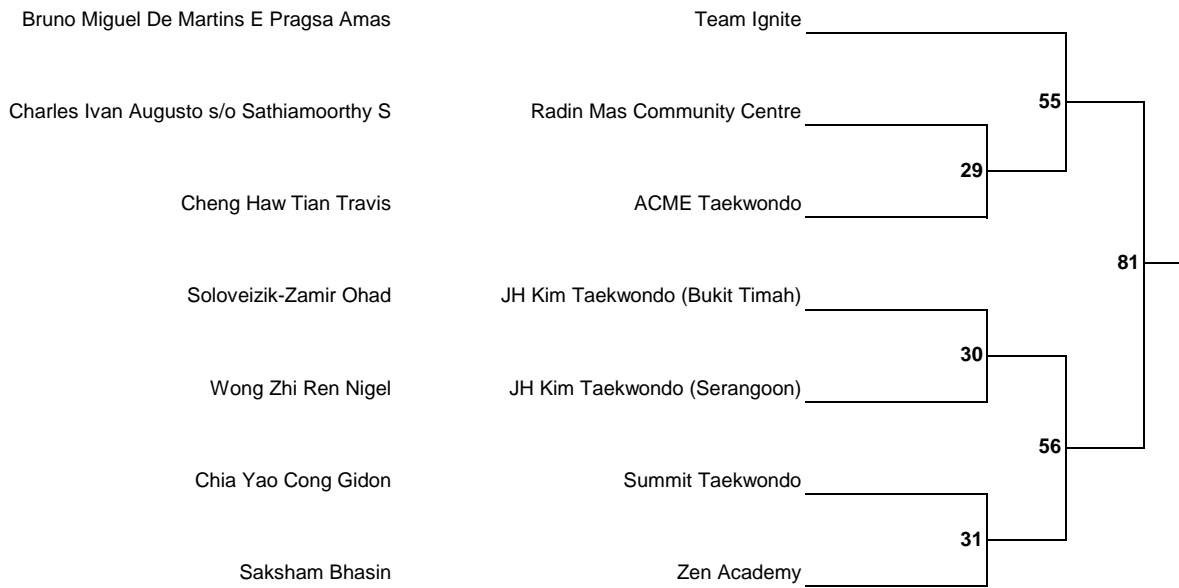 Bruno Miguel De Martins E Pragsa Amas Team Ignite
55
Charles Ivan Augusto s/o Sathiamoorthy S Radin Mas Community Centre
29
Cheng Haw Tian Travis ACME Taekwondo
81
Soloveizik-Zamir Ohad JH Kim Taekwondo (Bukit Timah)
30
Wong Zhi Ren Nigel JH Kim Taekwondo (Serangoon)
56
Chia Yao Cong Gidon Summit Taekwondo
31
Saksham Bhasin Zen Academy